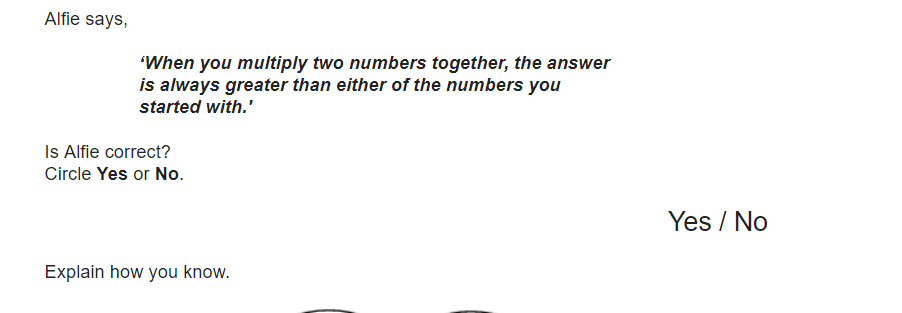 Alfie says,
‘When you multiply two numbers together, the answer
is always greater than either of the numbers you
started with.'
Is Alfie correct?
Circle Yes or No.
Yes / No
Explain how you know.